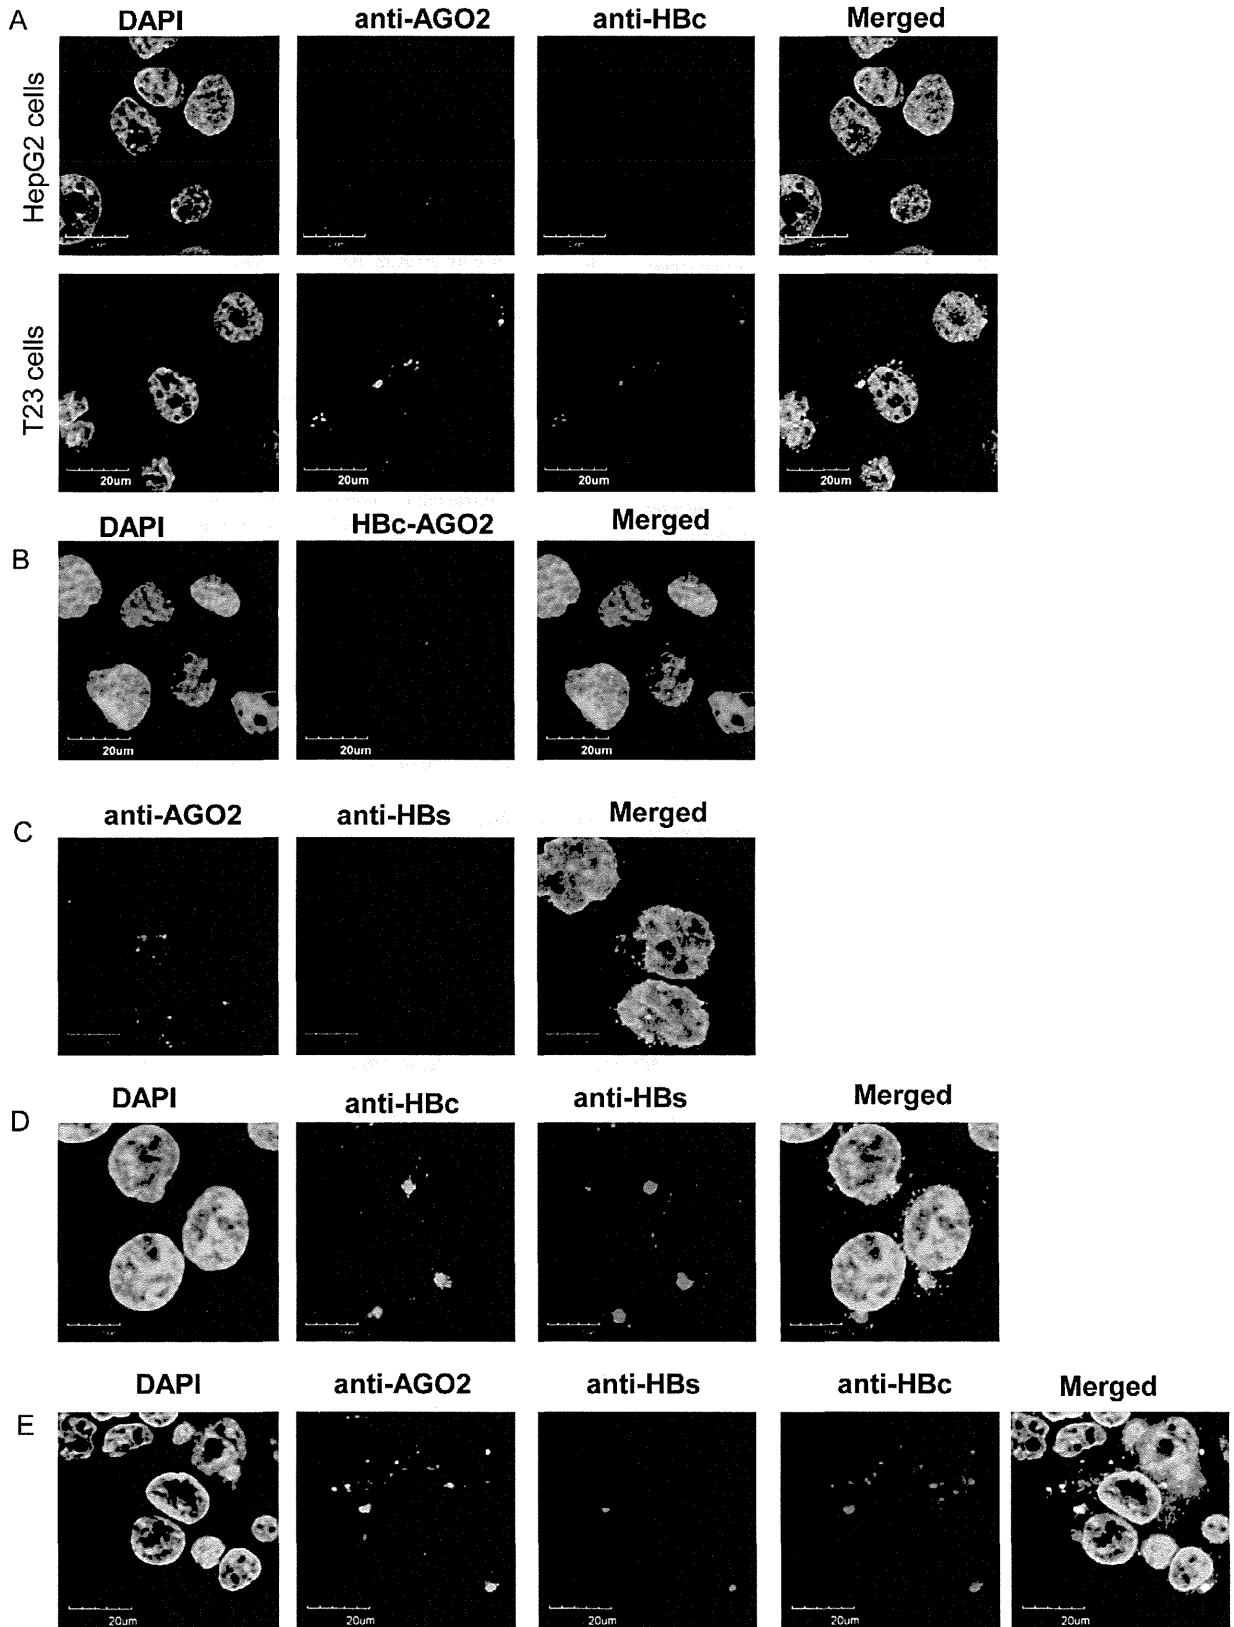 A DAPI anti-AGO2 anti-HBc Merged
HepG2 cells
T23 cells
20um 20um 20um 20um
B DAPI HBc-AGO2 Merged
20um 20um 20um
C anti-AGO2 anti-HBs Merged
D DAPI anti-HBc anti-HBs Merged
E DAPI anti-AGO2 anti-HBs anti-HBc Merged
20um 20um 20um 20um 20um